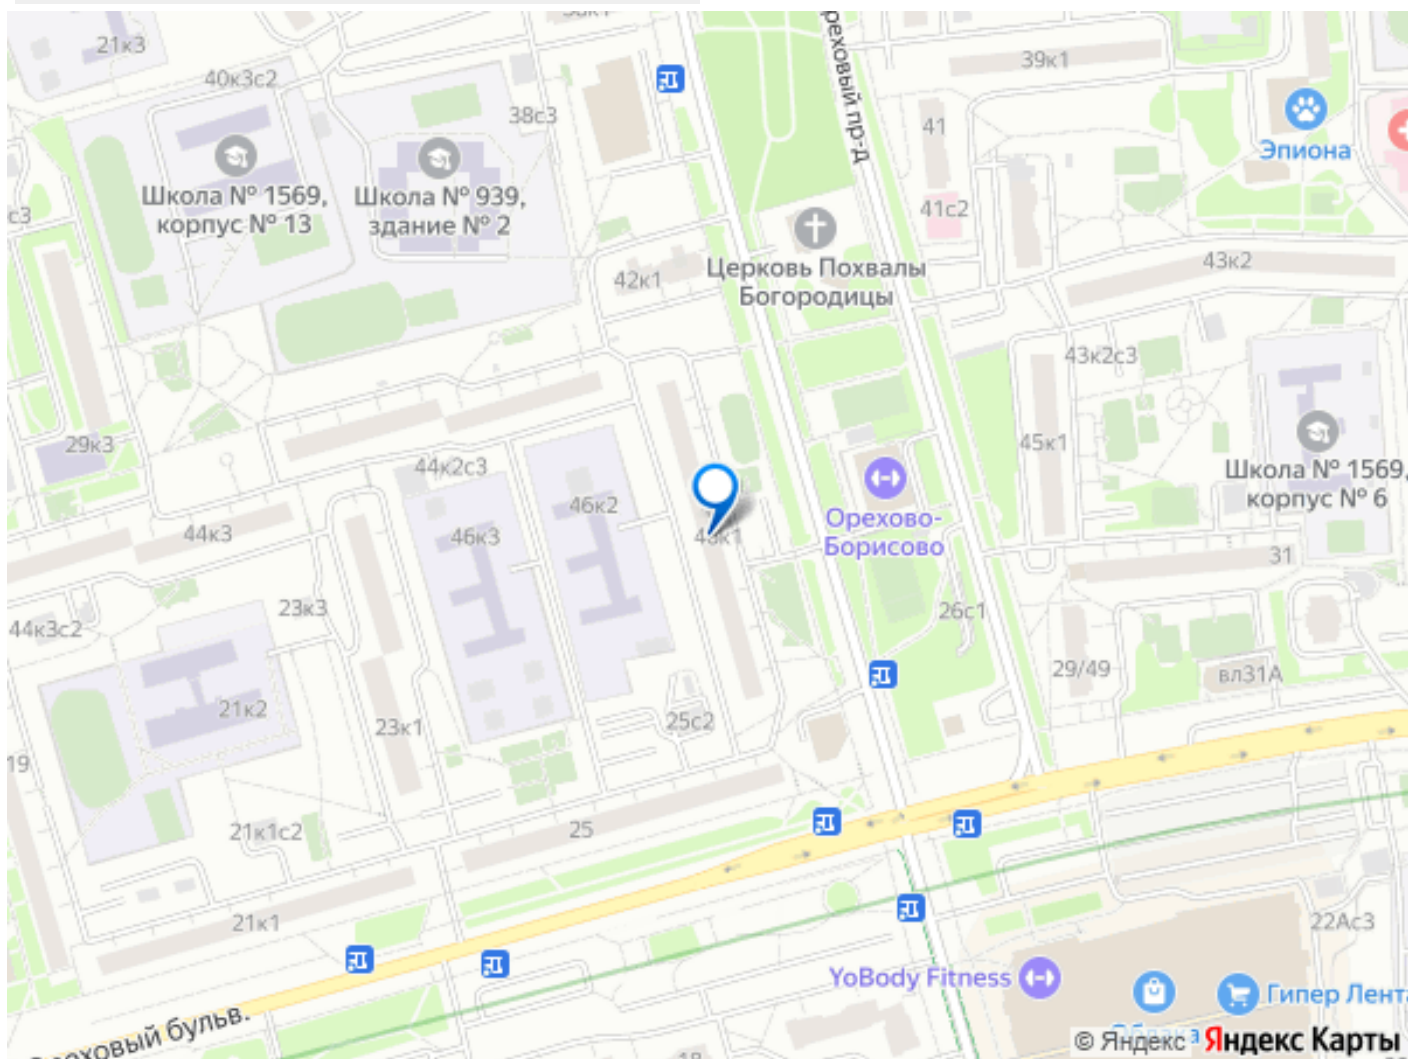 21к3
40к3с2
38с3
39к1
41
Эпиона
Ореховый пр-д
Школа № 1569,
корпус № 13
Школа № 939,
здание № 2
41с2
Церковь Похвалы
Богородицы
42к1
43к2
43к2с3
29к3
44к2с3
45к1
Школа № 1569,
корпус № 6
46к2
46к3
44к3
Орехово-
Борисово
31
23к3
44к3с2
26с1
29/49
вл31А
21к2
23к1
25с2
19
21к1с2
25
21к1
22Ас3
YoBody Fitness
Гипер Лента
Облака
Ореховый бульв.
18
© Яндекс Яндекс Карты